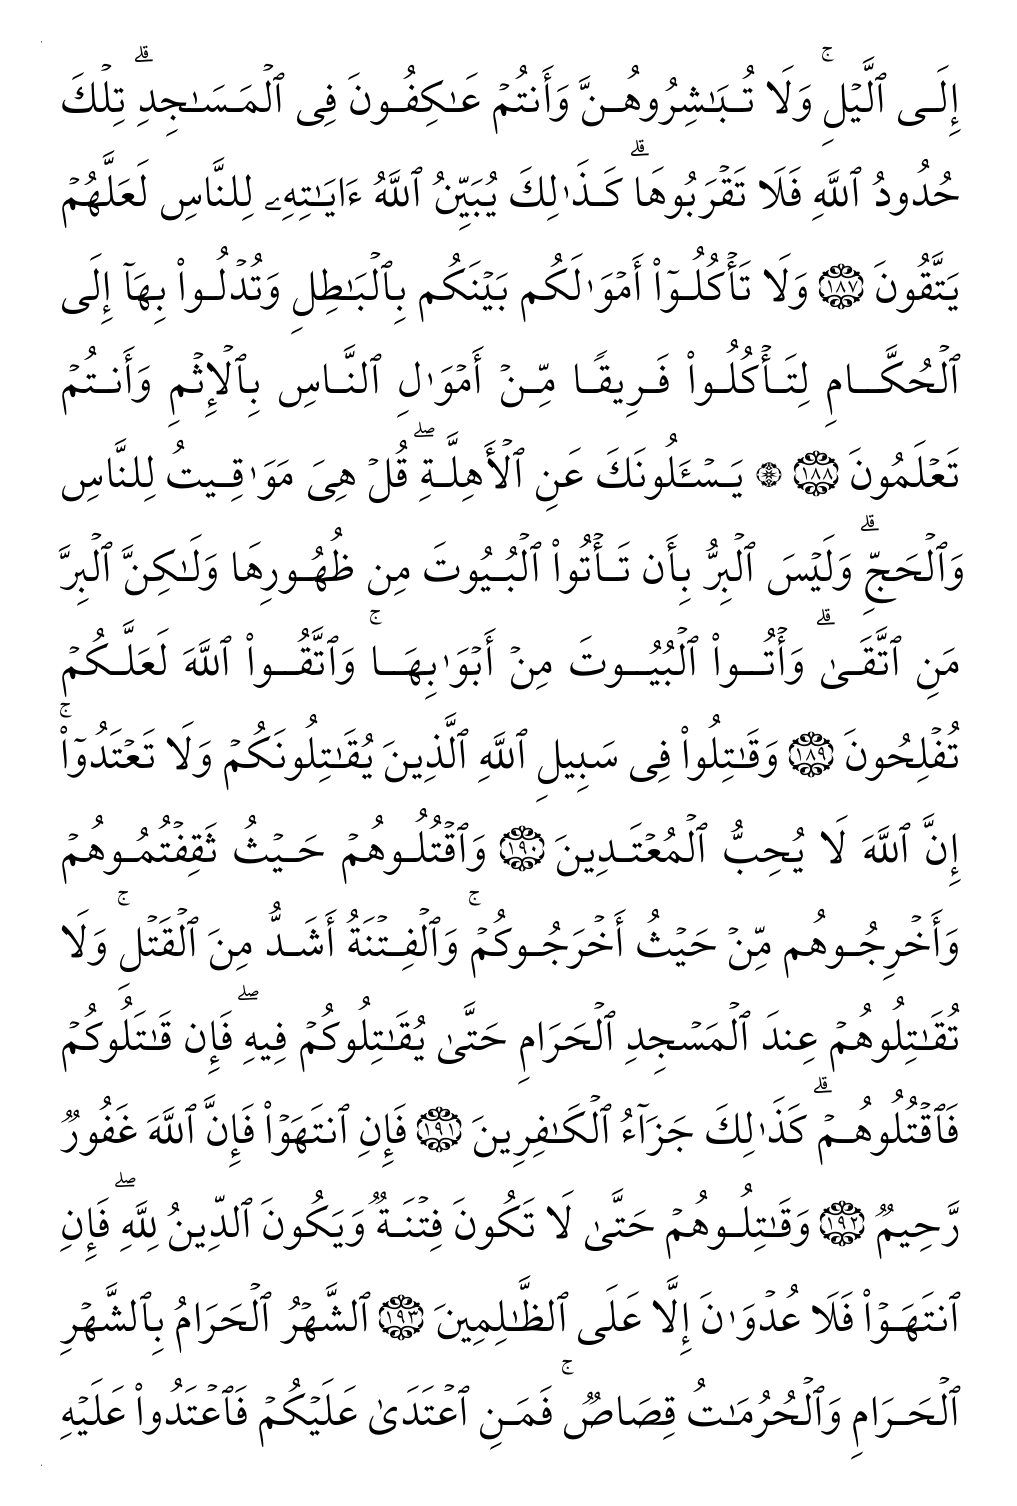 إِلَى ٱلَّيۡلِۚ وَلَا تُبَٰشِرُوهُنَّ وَأَنتُمۡ عَٰكِفُونَ فِى ٱلۡمَسَٰجِدِۗ تِلۡكَ
حُدُودُ ٱللَّهِ فَلَا تَقۡرَبُوهَاۗ كَذَٰلِكَ يُبَيِّنُ ٱللَّهُ ءَايَٰتِهِۦ لِلنَّاسِ لَعَلَّهُمۡ
يَتَّقُونَ ١٨٧ وَلَا تَأۡكُلُوٓاْ أَمۡوَٰلَكُم بَيۡنَكُم بِٱلۡبَٰطِلِ وَتُدۡلُواْ بِهَآ إِلَى
ٱلۡحُكَّامِ لِتَأۡكُلُواْ فَرِيقًا مِّنۡ أَمۡوَٰلِ ٱلنَّاسِ بِٱلۡإِثۡمِ وَأَنتُمۡ
تَعۡلَمُونَ ١٨٨ ۞ يَسۡـَٔلُونَكَ عَنِ ٱلۡأَهِلَّةِۖ قُلۡ هِىَ مَوَٰقِيتُ لِلنَّاسِ
وَٱلۡحَجِّۗ وَلَيۡسَ ٱلۡبِرُّ بِأَن تَأۡتُواْ ٱلۡبُيُوتَ مِن ظُهُورِهَا وَلَٰكِنَّ ٱلۡبِرَّ
مَنِ ٱتَّقَىٰۗ وَأۡتُواْ ٱلۡبُيُوتَ مِنۡ أَبۡوَٰبِهَاۚ وَٱتَّقُواْ ٱللَّهَ لَعَلَّكُمۡ
تُفۡلِحُونَ ١٨٩ وَقَٰتِلُواْ فِى سَبِيلِ ٱللَّهِ ٱلَّذِينَ يُقَٰتِلُونَكُمۡ وَلَا تَعۡتَدُوٓاْۚ
إِنَّ ٱللَّهَ لَا يُحِبُّ ٱلۡمُعۡتَدِينَ ١٩٠ وَٱقۡتُلُوهُمۡ حَيۡثُ ثَقِفۡتُمُوهُمۡ
وَأَخۡرِجُوهُم مِّنۡ حَيۡثُ أَخۡرَجُوكُمۡۚ وَٱلۡفِتۡنَةُ أَشَدُّ مِنَ ٱلۡقَتۡلِۚ وَلَا
تُقَٰتِلُوهُمۡ عِندَ ٱلۡمَسۡجِدِ ٱلۡحَرَامِ حَتَّىٰ يُقَٰتِلُوكُمۡ فِيهِۖ فَإِن قَٰتَلُوكُمۡ
فَٱقۡتُلُوهُمۡۗ كَذَٰلِكَ جَزَآءُ ٱلۡكَٰفِرِينَ ١٩١ فَإِنِ ٱنتَهَوۡاْ فَإِنَّ ٱللَّهَ غَفُورٞ
رَّحِيمٞ ١٩٢ وَقَٰتِلُوهُمۡ حَتَّىٰ لَا تَكُونَ فِتۡنَةٞ وَيَكُونَ ٱلدِّينُ لِلَّهِۖ فَإِنِ
ٱنتَهَوۡاْ فَلَا عُدۡوَٰنَ إِلَّا عَلَى ٱلظَّٰلِمِينَ ١٩٣ ٱلشَّهۡرُ ٱلۡحَرَامُ بِٱلشَّهۡرِ
ٱلۡحَرَامِ وَٱلۡحُرُمَٰتُ قِصَاصٞۚ فَمَنِ ٱعۡتَدَىٰ عَلَيۡكُمۡ فَٱعۡتَدُواْ عَلَيۡهِ